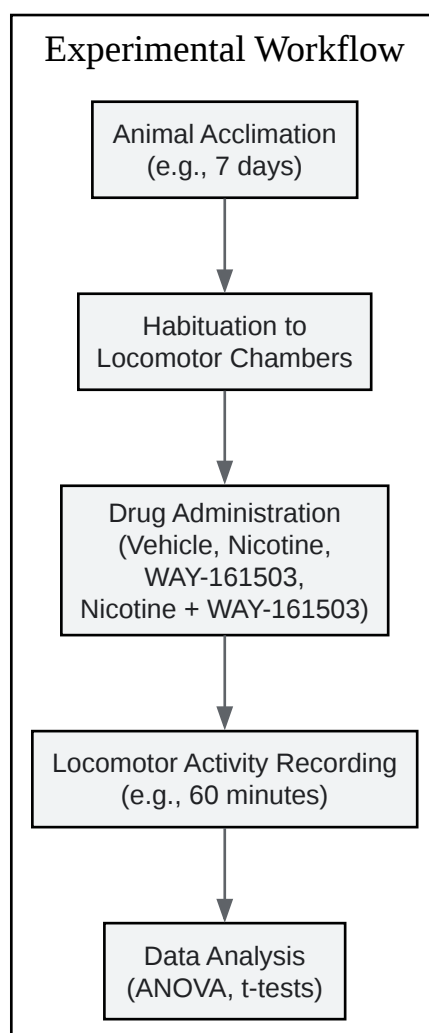 Experimental Workflow
Animal Acclimation
(e.g., 7 days)
Habituation to
Locomotor Chambers
Drug Administration
(Vehicle, Nicotine,
WAY-161503,
Nicotine + WAY-161503)
Locomotor Activity Recording
(e.g., 60 minutes)
Data Analysis
(ANOVA, t-tests)